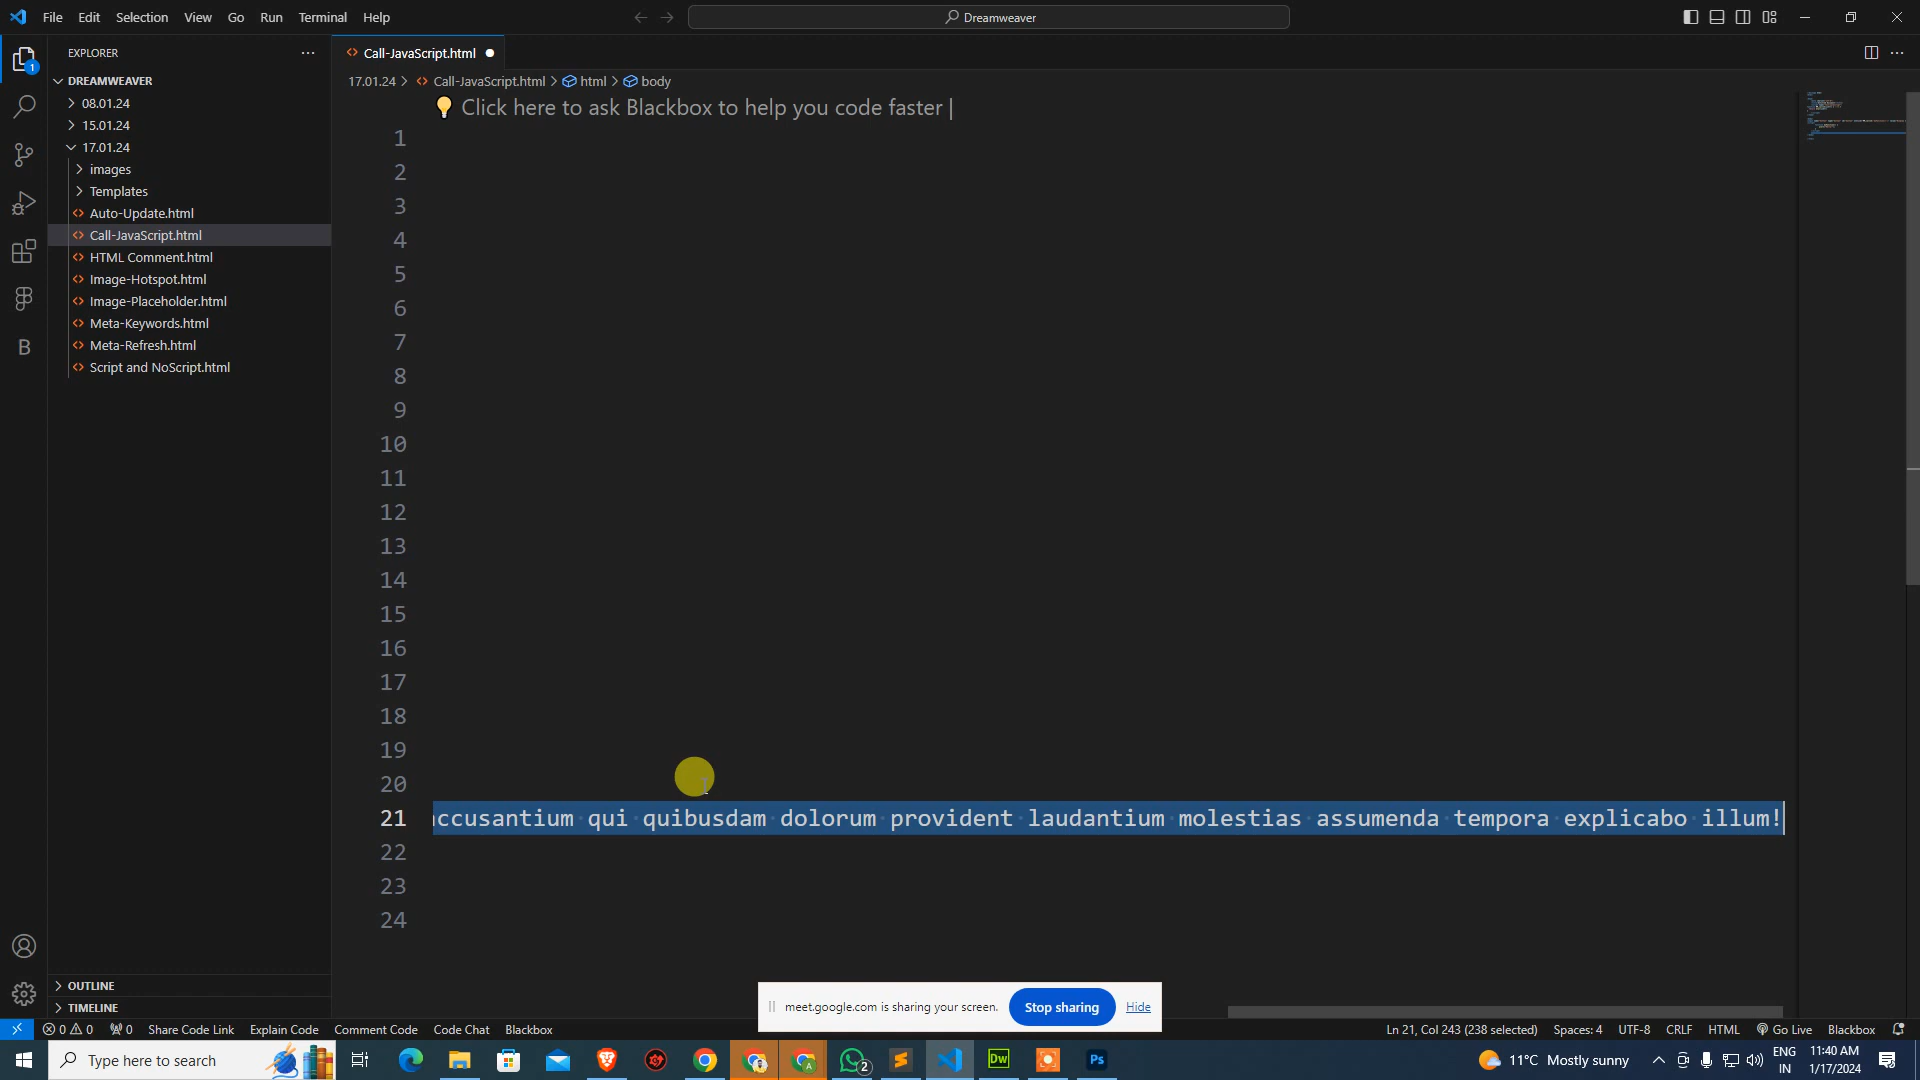 File Edit Selection View Go Run Terminal Help
Dreamweaver
EXPLORER
Call-JavaScript.html
DREAMWEAVER
17.01.24 > Call-JavaScript.html > html > body
08.01.24
Click here to ask Blackbox to help you code faster |
15.01.24
17.01.24
images
Templates
Auto-Update.html
Call-JavaScript.html
HTML Comment.html
Image-Hotspot.html
Image-Placeholder.html
Meta-Keywords.html
Meta-Refresh.html
Script and NoScript.html
1
2
3
4
5
6
7
8
9
10
11
12
13
14
15
16
17
18
19
20
21 accusantium qui quibusdam dolorum provident laudantium molestias assumenda tempora explicabo illum!
22
23
24
OUTLINE
TIMELINE
meet.google.com is sharing your screen. Stop sharing Hide
0 0 0 Share Code Link Explain Code Comment Code Code Chat Blackbox Ln 21, Col 243 (238 selected) Spaces: 4 UTF-8 CRLF HTML Go Live Blackbox
Type here to search
2
Dw
Ps
11°C Mostly sunny
ENG
IN
11:40 AM
1/17/2024